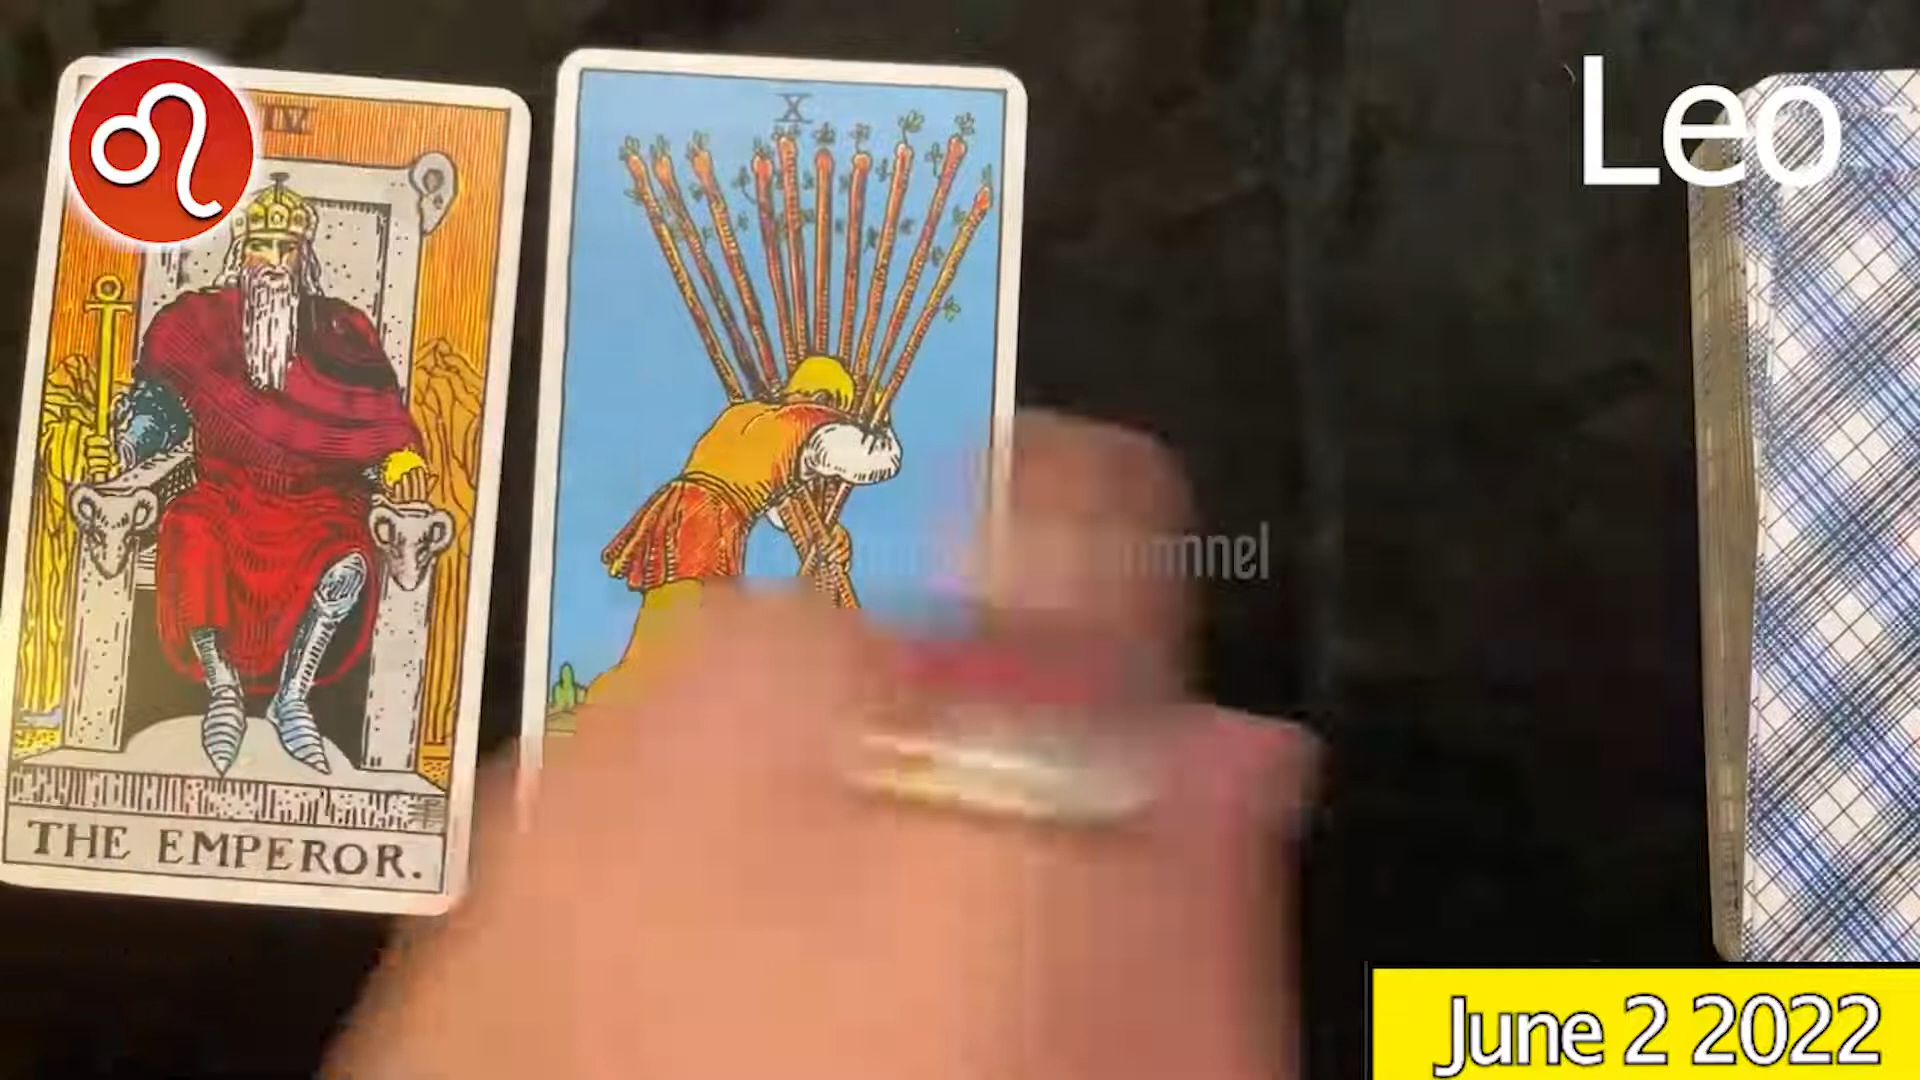 IV
X
Leo
THE EMPEROR.
June 2 2022